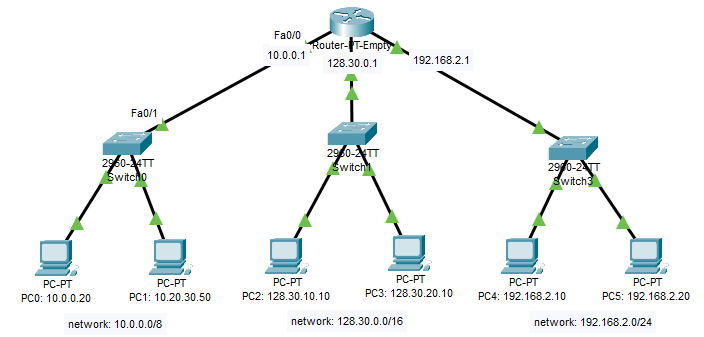 Fa0/0
Router-PT-Empty
10.0.0.1
128.30.0.1
192.168.2.1
Fa0/1
2960-24TT
Switch0
2960-24TT
Switch1
2960-24TT
Switch3
PC-PT
PC0: 10.0.0.20
PC-PT
PC1: 10.20.30.50
PC-PT
PC2: 128.30.10.10
PC-PT
PC3: 128.30.20.10
PC-PT
PC4: 192.168.2.10
PC-PT
PC5: 192.168.2.20
network: 10.0.0.0/8
network: 128.30.0.0/16
network: 192.168.2.0/24